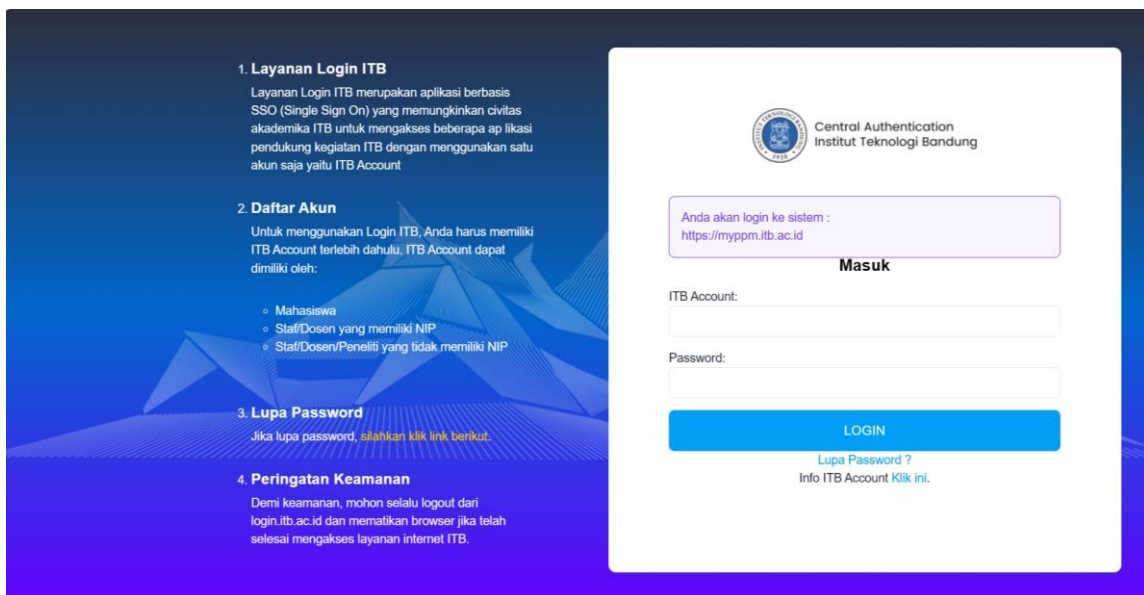 1. Layanan Login ITB
Layanan Login ITB merupakan aplikasi berbasis
SSO (Single Sign On) yang memungkinkan civitas
akademika ITB untuk mengakses beberapa ap likasi
pendukung kegiatan ITB dengan menggunakan satu
akun saja yaitu ITB Account
2. Daftar Akun
Untuk menggunakan Login ITB, Anda harus memiliki
ITB Account terlebih dahulu. ITB Account dapat
dimiliki oleh:
Mahasiswa
Staf/Dosen yang memiliki NIP
Staf/Dosen/Peneliti yang tidak memiliki NIP
3. Lupa Password
Jika lupa password, silahkan klik link berikut.
4. Peringatan Keamanan
Demi keamanan, mohon selalu logout dari
login.itb.ac.id dan mematikan browser jika telah
selesai mengakses layanan internet ITB.
INSTITUT TEKNOLOGI BANDUNG
1920
Central Authentication
Institut Teknologi Bandung
Anda akan login ke sistem :
https://myppm.itb.ac.id
Masuk
ITB Account:
Password:
LOGIN
Lupa Password ?
Info ITB Account Klik ini.